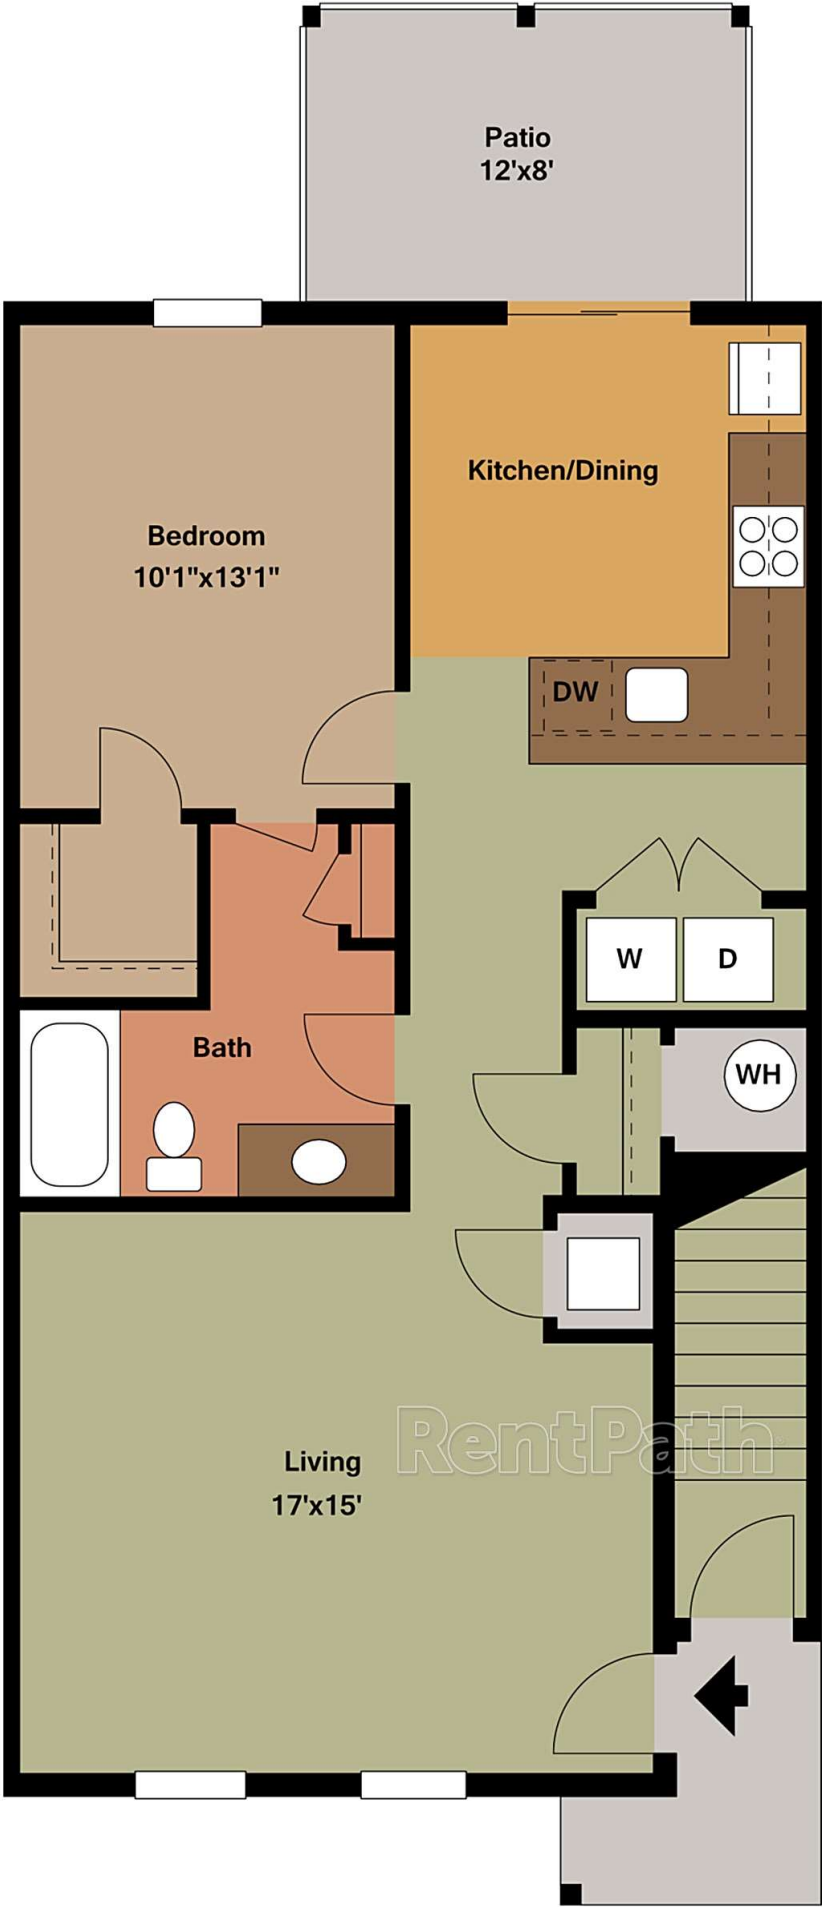 Patio
12'x8'
Kitchen/Dining
Bedroom
10'1"x13'1"
DW
W
D
Bath
WH
RentPath
Living
17'x15'